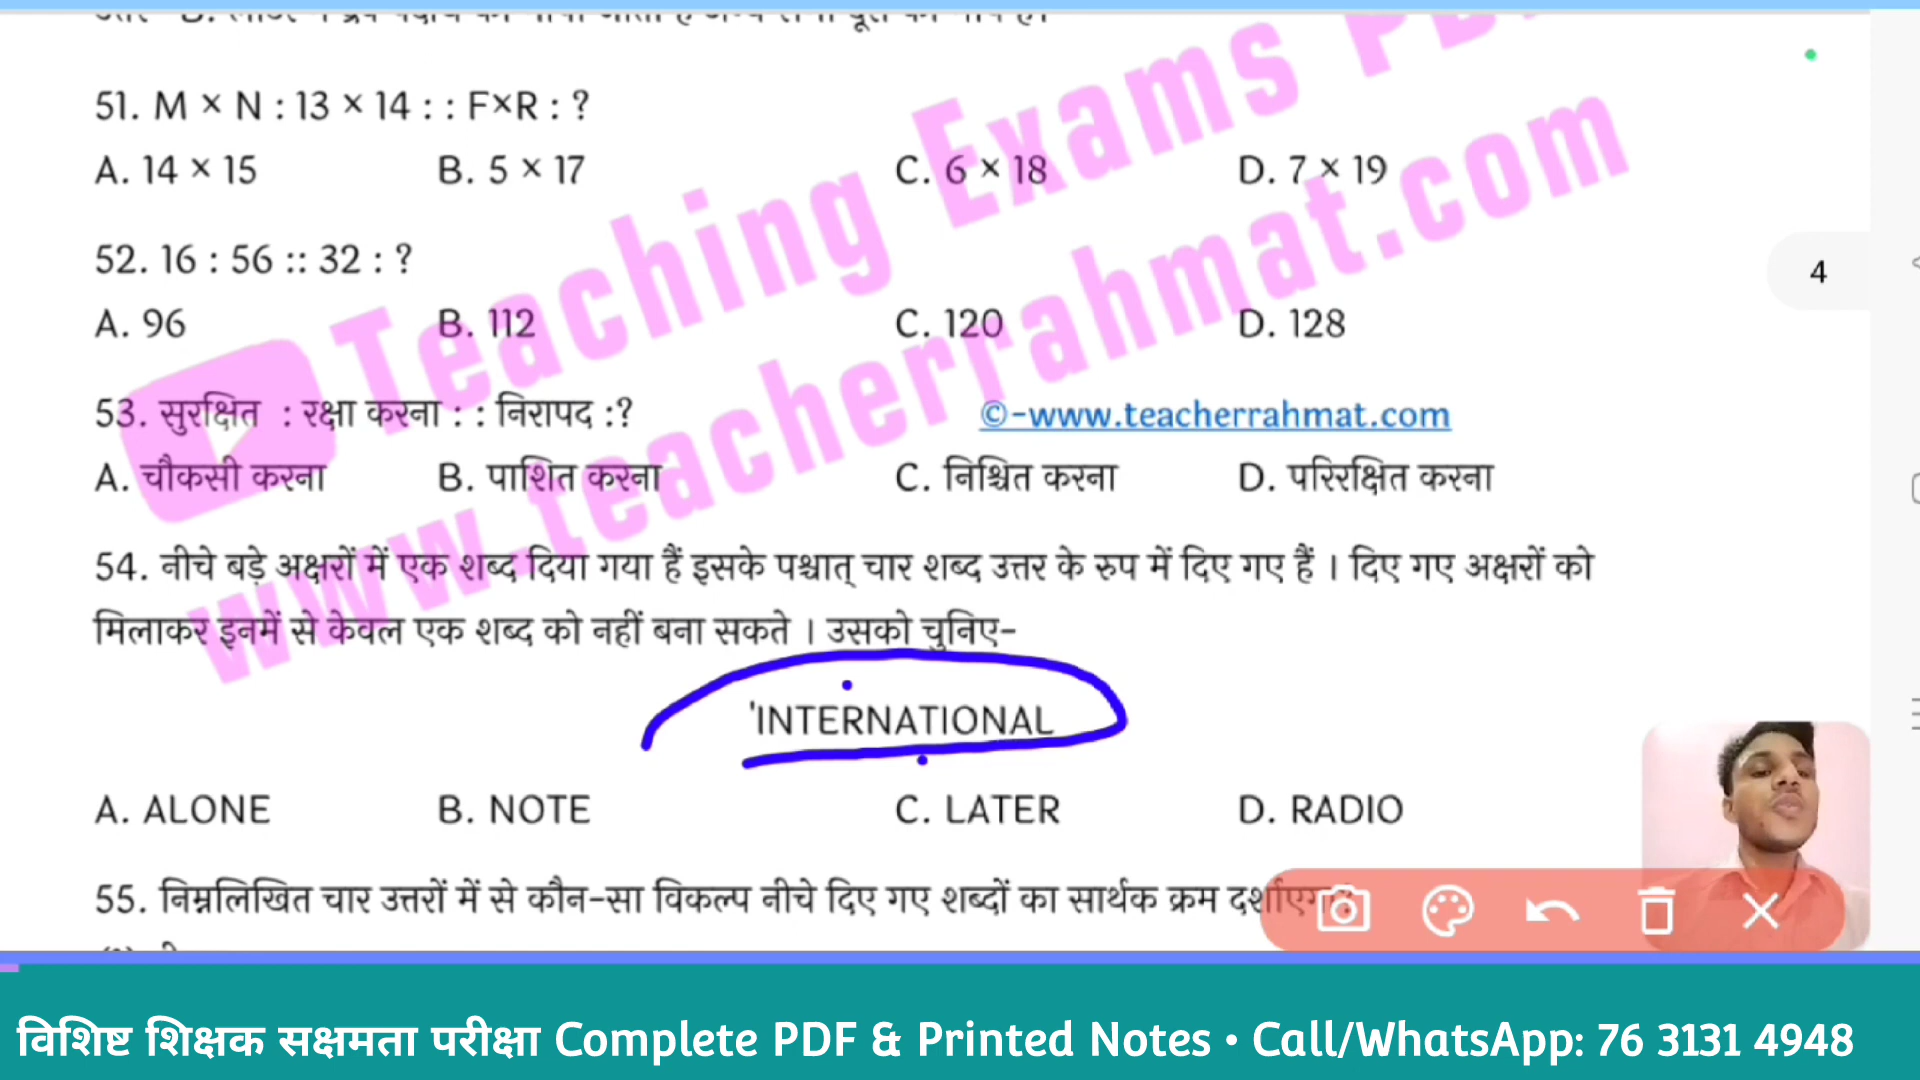 51. M × N : 13 × 14 : : F×R : ?
A. 14 × 15 B. 5 × 17 C. 6 × 18 D. 7 × 19
52. 16 : 56 :: 32 : ?
4
A. 96 B. 112 C. 120 D. 128
53. सुरक्षित : रक्षा करना : : निरापद :? ©-www.teacherrahmat.com
A. चौकसी करना B. पाशित करना C. निश्चित करना D. परिरक्षित करना
54. नीचे बड़े अक्षरों में एक शब्द दिया गया हैं इसके पश्चात् चार शब्द उत्तर के रुप में दिए गए हैं । दिए गए अक्षरों को
मिलाकर इनमें से केवल एक शब्द को नहीं बना सकते । उसको चुनिए-
'INTERNATIONAL
A. ALONE B. NOTE C. LATER D. RADIO
55. निम्नलिखित चार उत्तरों में से कौन-सा विकल्प नीचे दिए गए शब्दों का सार्थक क्रम दर्शाएगा
Teaching Exams
www.teacherrahmat.com
विशिष्ट शिक्षक सक्षमता परीक्षा Complete PDF & Printed Notes • Call/WhatsApp: 76 3131 4948